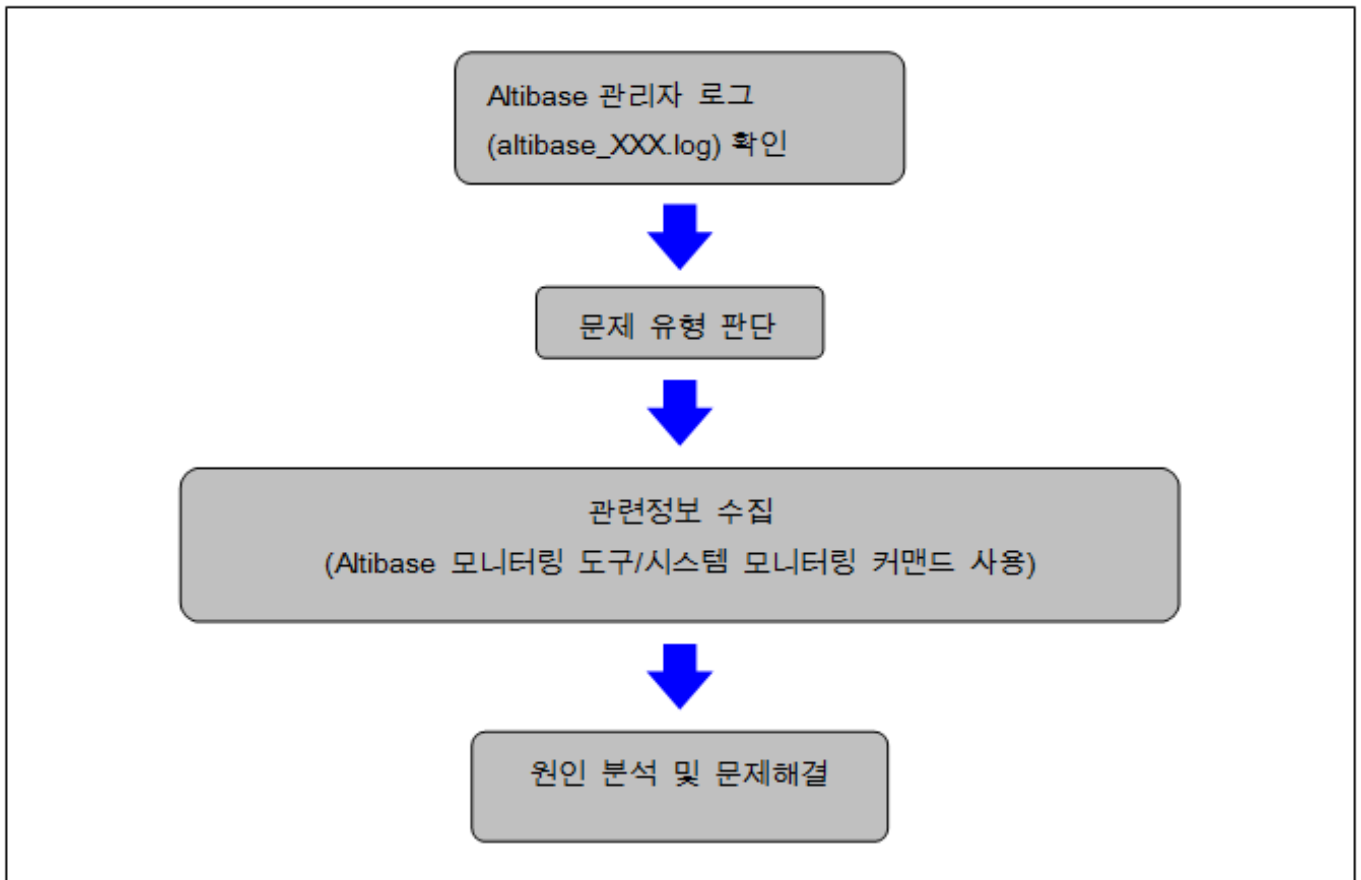 Altibase 관리자 로그
(altibase_XXX.log) 확인
문제 유형 판단
관련정보 수집
(Altibase 모니터링 도구/시스템 모니터링 커맨드 사용)
원인 분석 및 문제해결